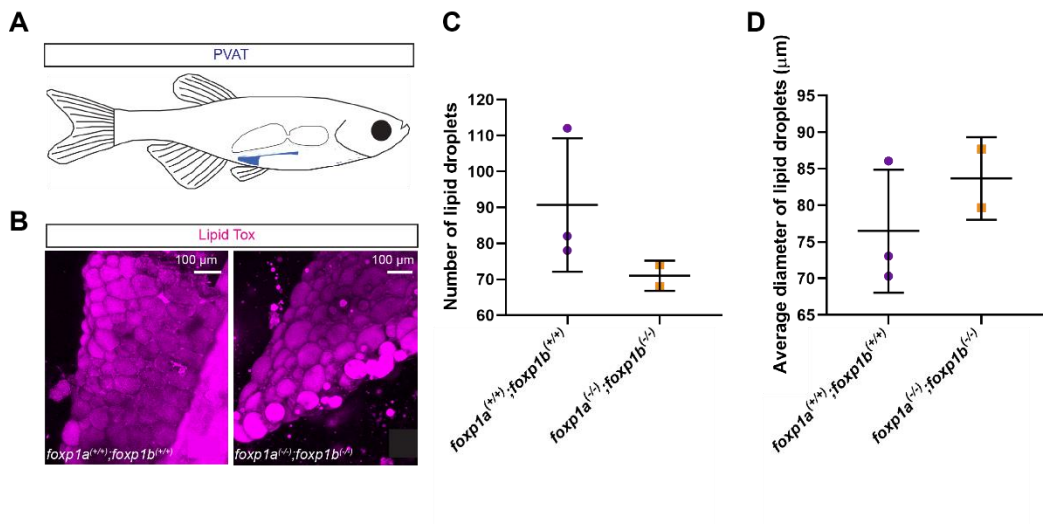 A
PVAT
B
Lipid Tox
100 µm
100 µm
foxp1a(+/+);foxp1b(+/+)
foxp1a(-/-);foxp1b(-/-)
C
Number of lipid droplets
120
110
100
90
80
70
60
foxp1a(+/+);foxp1b(+/+)
foxp1a(-/-);foxp1b(-/-)
D
Average diameter of lipid droplets (µm)
95
90
85
80
75
70
65
foxp1a(+/+);foxp1b(+/+)
foxp1a(-/-);foxp1b(-/-)